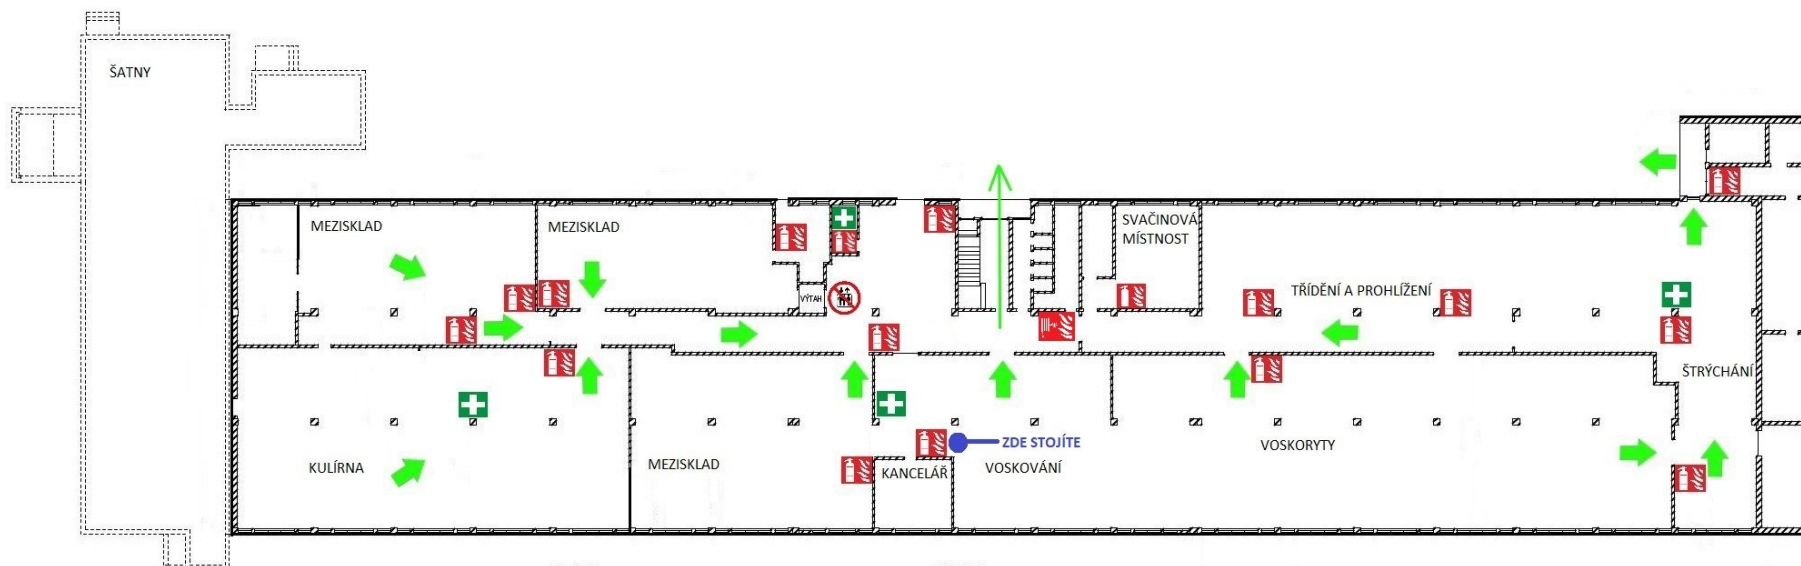 ŠATNY
MEZISKLAD
MEZISKLAD
SVAČINOVÁ
MÍSTNOST
VÝTAH
TŘÍDĚNÍ A PROHLÍŽENÍ
ŠTRÝCHÁNÍ
KULÍRNA
MEZISKLAD
KANCELÁŘ
ZDE STOJÍTE
VOSKOVÁNÍ
VOSKORYTY